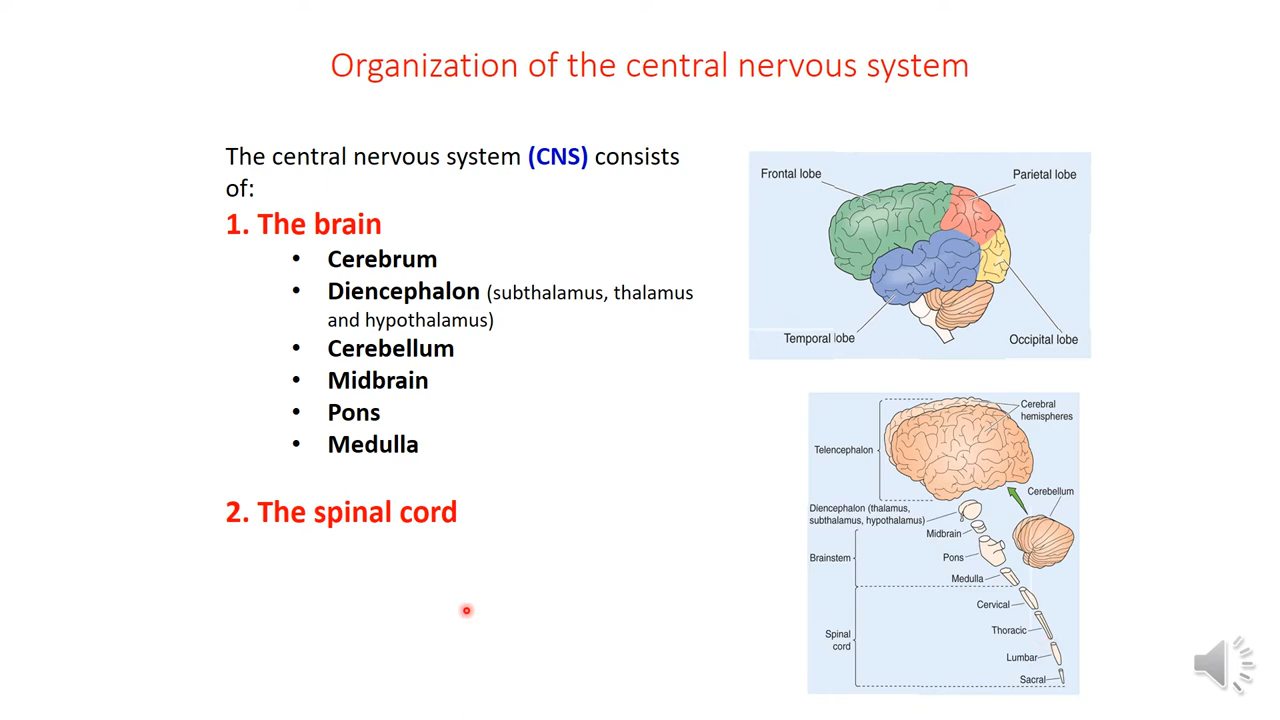 Organization of the central nervous system
The central nervous system (CNS) consists
of:
1. The brain
• Cerebrum
• Diencephalon (subthalamus, thalamus
and hypothalamus)
• Cerebellum
• Midbrain
• Pons
• Medulla
2. The spinal cord
Frontal lobe
Parietal lobe
Temporal lobe
Occipital lobe
Cerebral
hemispheres
Telencephalon
Cerebellum
Diencephalon (thalamus,
subthalamus, hypothalamus)
Midbrain
Brainstem
Pons
Medulla
Cervical
Thoracic
Spinal
cord
Lumbar
Sacral